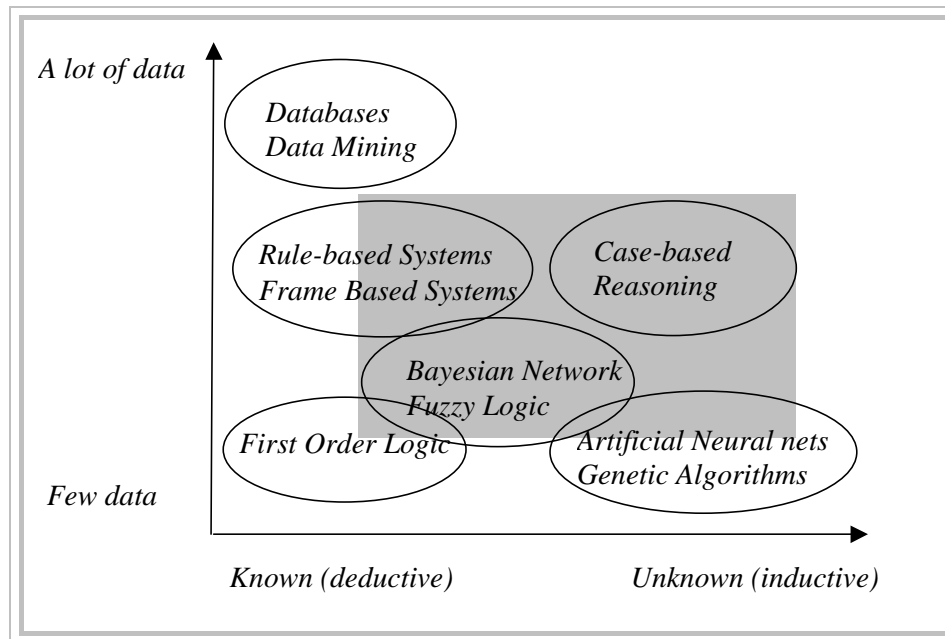 A lot of data
Databases
Data Mining
Rule-based Systems
Frame Based Systems
Case-based
Reasoning
Bayesian Network
Fuzzy Logic
First Order Logic
Artificial Neural nets
Genetic Algorithms
Few data
Known (deductive)
Unknown (inductive)